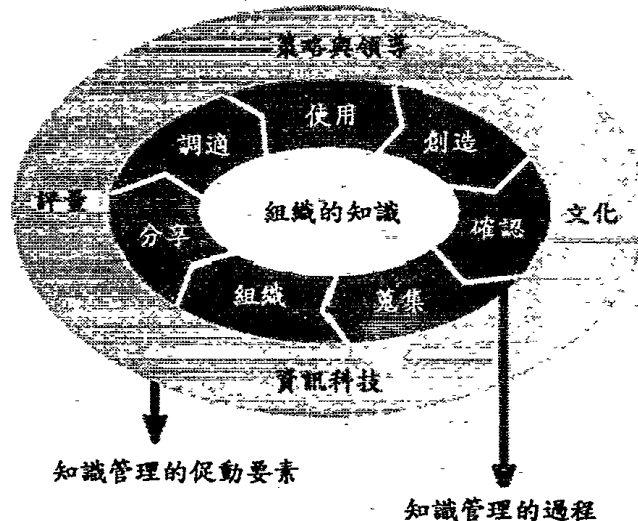 策略與領導
使用
調適
創造
評量
組織的知識
文化
分享
確認
組織
蒐集
資訊科技
知識管理的促動要素
知識管理的過程